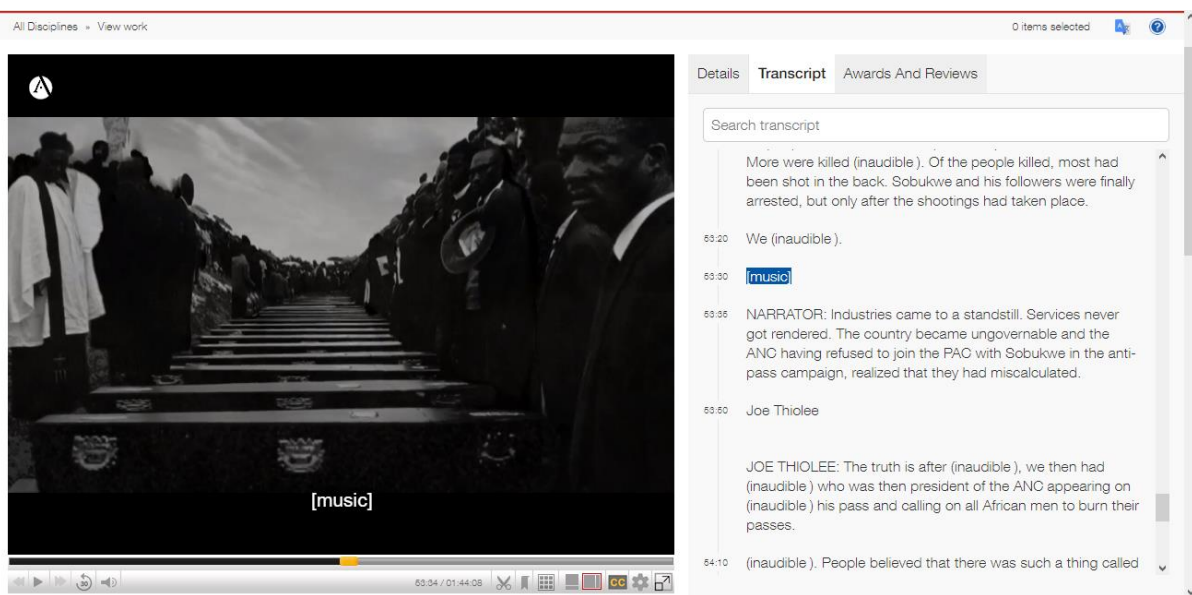 All Disciplines » View work
0 items selected
Details Transcript Awards And Reviews
Search transcript
More were killed (inaudible ). Of the people killed, most had
been shot in the back. Sobukwe and his followers were finally
arrested, but only after the shootings had taken place.
53:20 We (inaudible ).
53:30 [music]
53:35 NARRATOR: Industries came to a standstill. Services never
got rendered. The country became ungovernable and the
ANC having refused to join the PAC with Sobukwe in the anti-
pass campaign, realized that they had miscalculated.
53:50 Joe Thiolee
JOE THIOLEE: The truth is after (inaudible ), we then had
(inaudible ) who was then president of the ANC appearing on
(inaudible ) his pass and calling on all African men to burn their
passes.
54:10 (inaudible ). People believed that there was such a thing called
[music]
30
53:34 / 01:44:08
CC